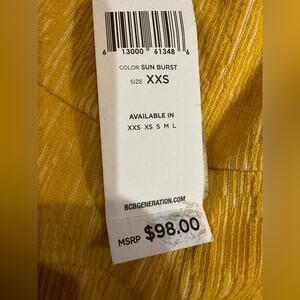 6 13000 61348 6
COLOR SUN BURST
SIZE XXS
AVAILABLE IN
XXS XS S M L
BCBGENERATION.COM
MSRP $98.00